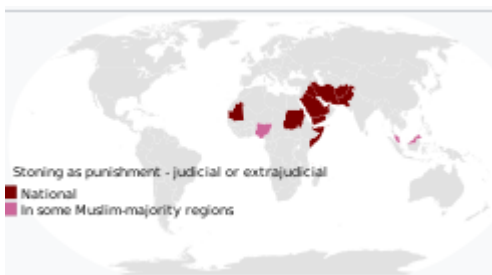 Stoning as punishment - judicial or extrajudicial
National
In some Muslim-majority regions